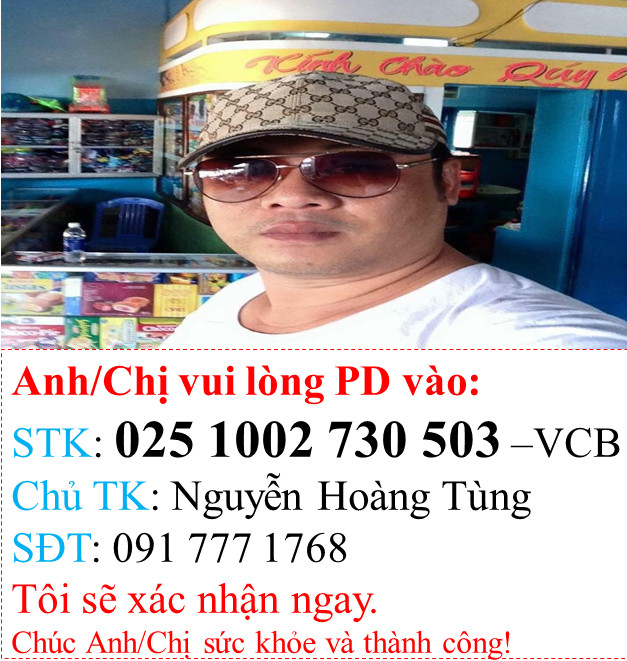 Kính Chào Qúy
Anh/Chị vui lòng PD vào:
STK: 025 1002 730 503 –VCB
Chủ TK: Nguyễn Hoàng Tùng
SĐT: 091 777 1768
Tôi sẽ xác nhận ngay.
Chúc Anh/Chị sức khỏe và thành công!